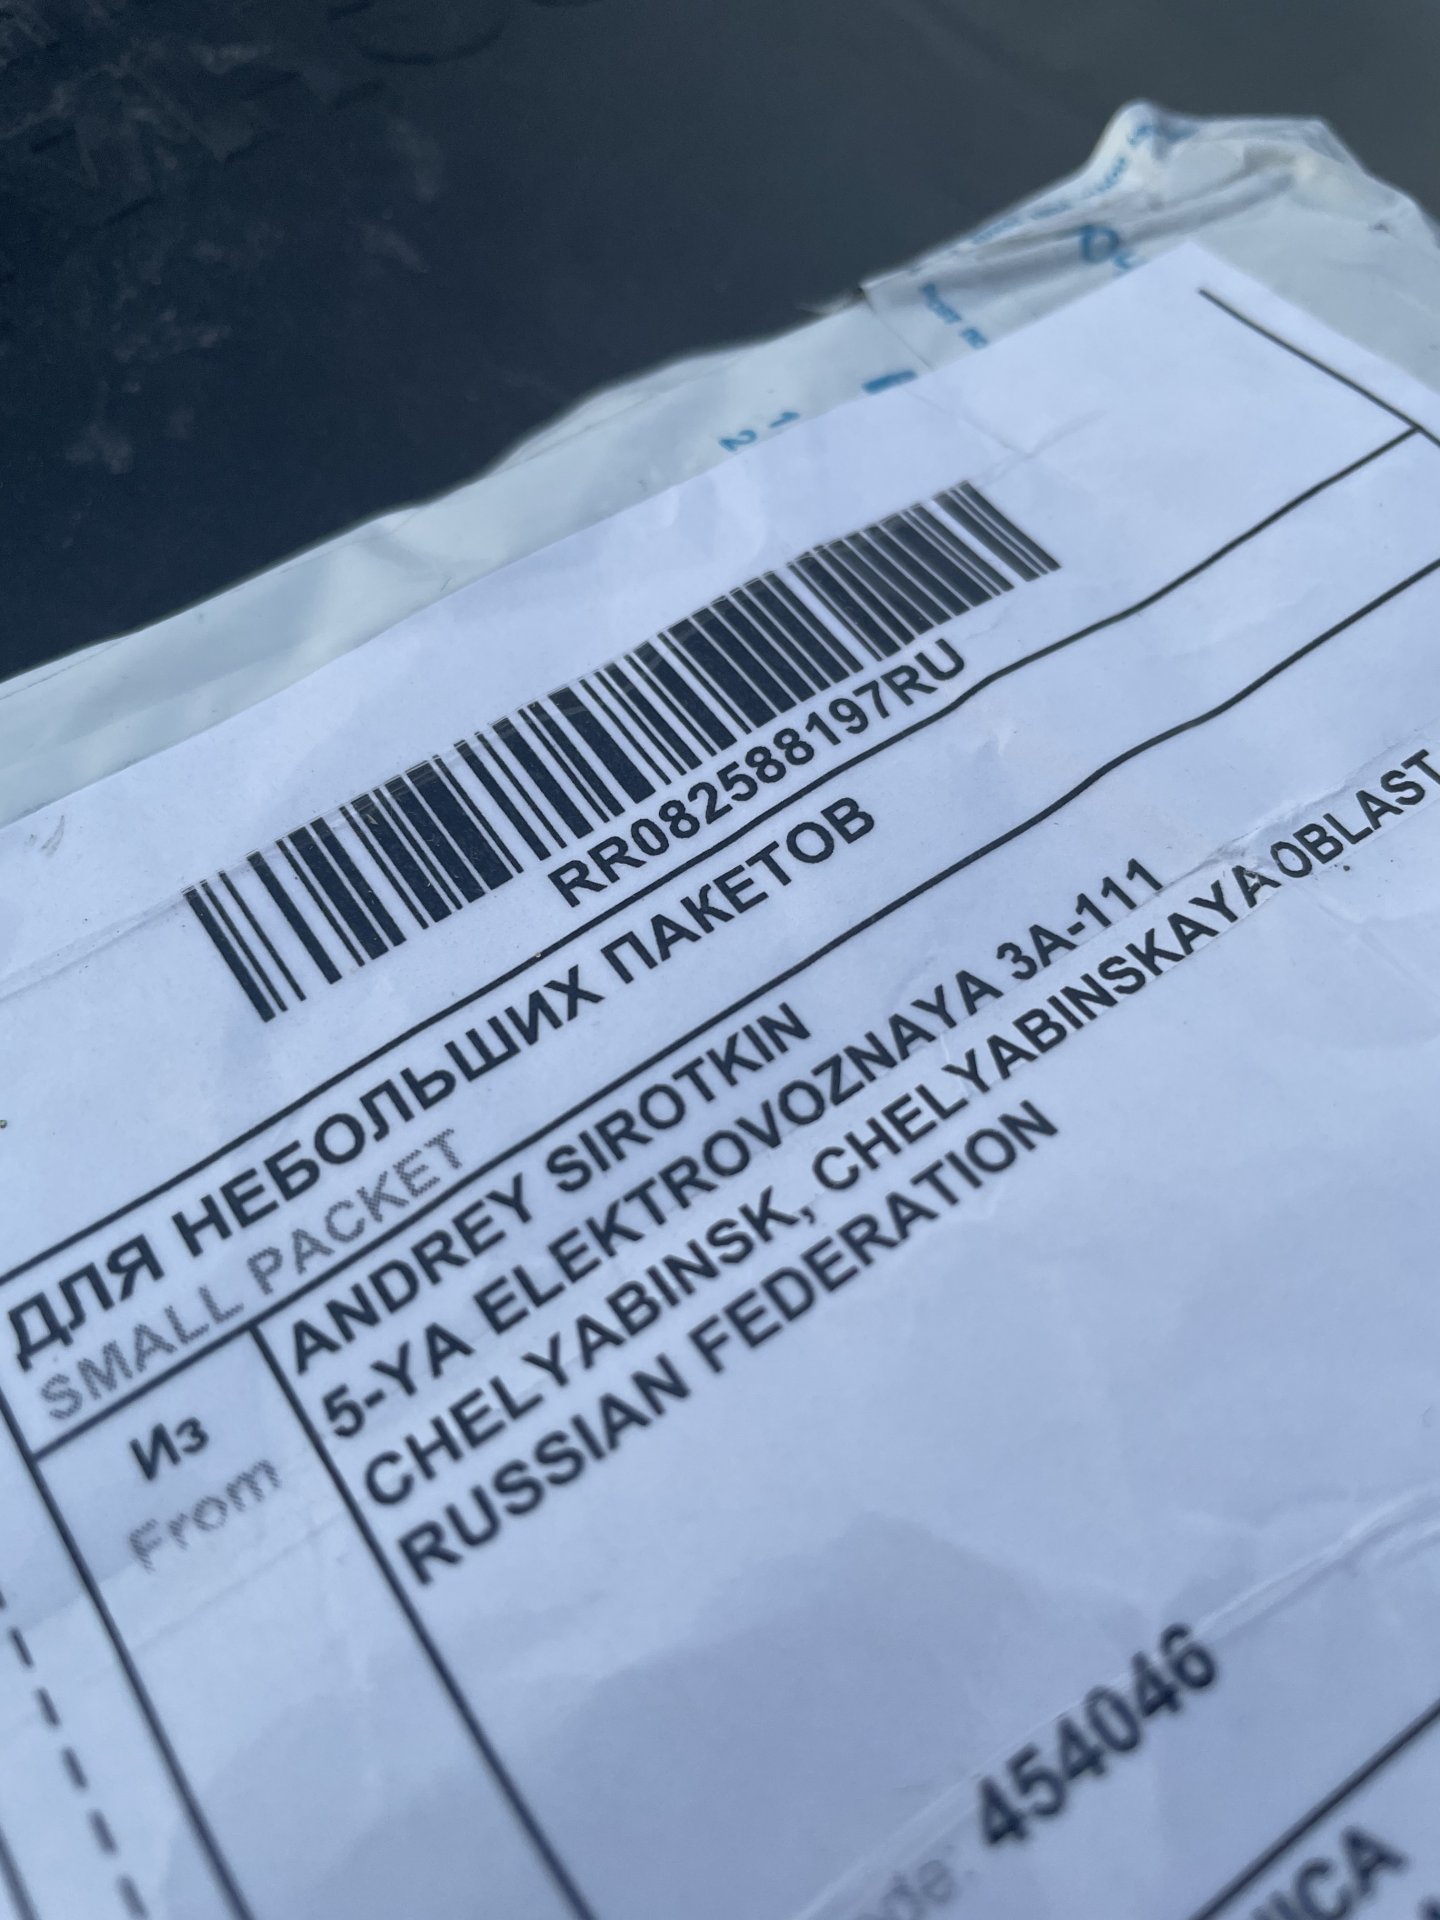 RR082588197RU
ДЛЯ НЕБОЛЬШИХ ПАКЕТОВ
SMALL PACKET
Из
From
ANDREY SIROTKIN
5-YA ELEKTROVOZNAYA 3A-111
CHELYABINSK, CHELYABINSKAYA OBLAST
RUSSIAN FEDERATION
454046